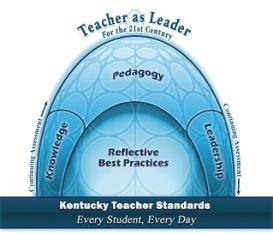 Teacher as Leader
For the 21st Century
Continuing Assessment
Continuing Assessment
Pedagogy
Knowledge
Leadership
Reflective
Best Practices
Kentucky Teacher Standards
Every Student, Every Day